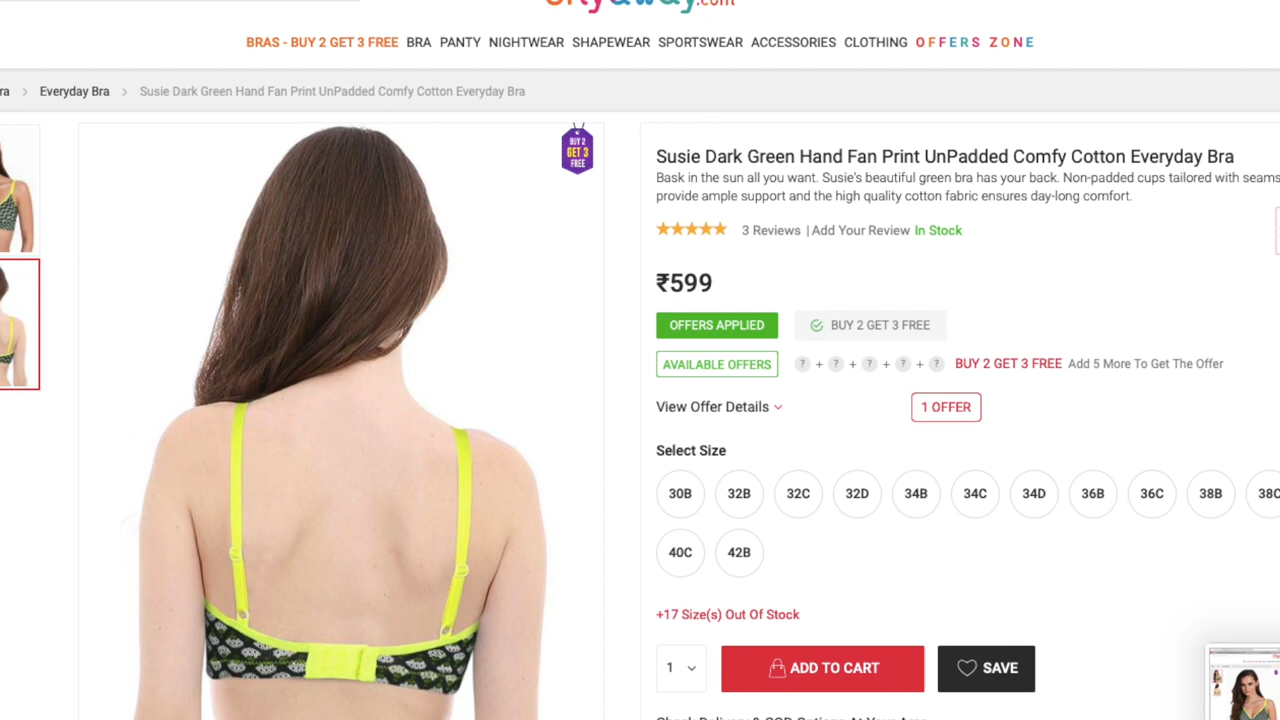 .com
BRAS - BUY 2 GET 3 FREE BRA PANTY NIGHTWEAR SHAPEWEAR SPORTSWEAR ACCESSORIES CLOTHING OFFERS ZONE
Everyday Bra > Susie Dark Green Hand Fan Print UnPadded Comfy Cotton Everyday Bra
BUY 2
GET 3
FREE
Susie Dark Green Hand Fan Print UnPadded Comfy Cotton Everyday Bra
Bask in the sun all you want. Susie's beautiful green bra has your back. Non-padded cups tailored with seams
provide ample support and the high quality cotton fabric ensures day-long comfort.
3 Reviews | Add Your Review In Stock
₹599
OFFERS APPLIED BUY 2 GET 3 FREE
AVAILABLE OFFERS ? + ? + ? + ? + ? BUY 2 GET 3 FREE Add 5 More To Get The Offer
View Offer Details 1 OFFER
Select Size
30B 32B 32C 32D 34B 34C 34D 36B 36C 38B 38C
40C 42B
+17 Size(s) Out Of Stock
1 ADD TO CART SAVE